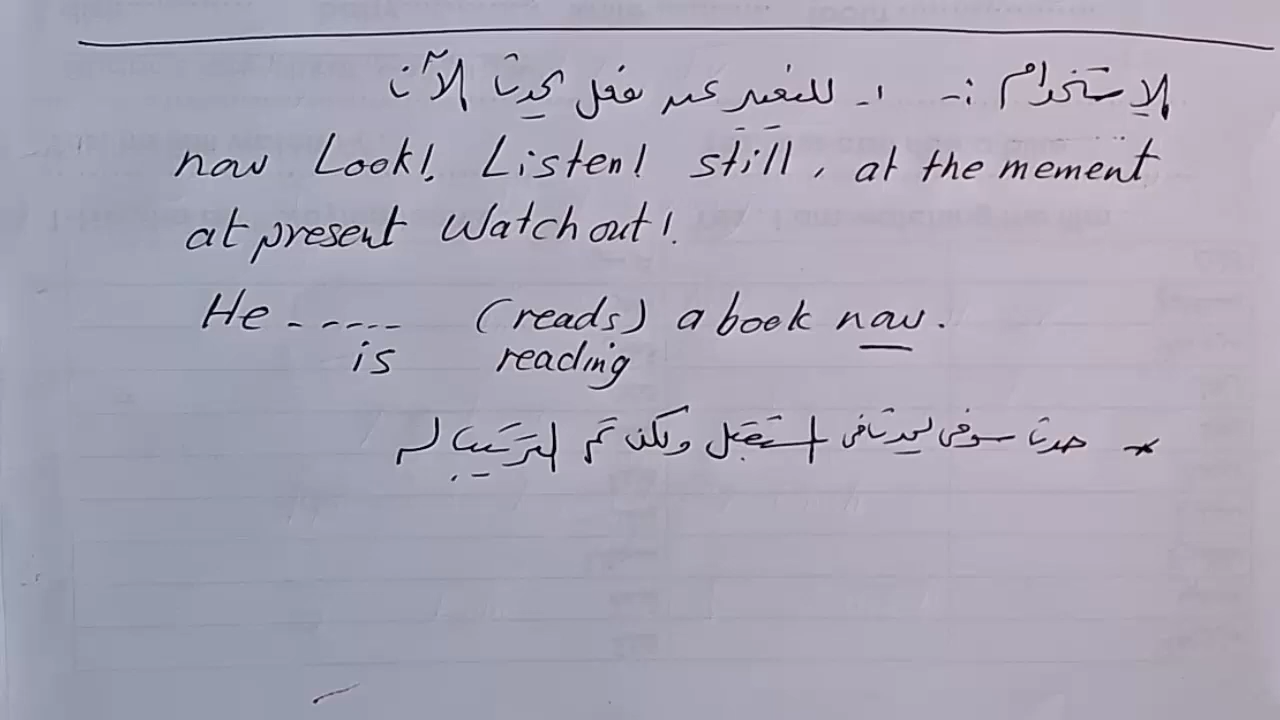 الاستخدام :- ١- للتعبير عن فعل يحدث الآن
now Look! Listen! still, at the mement
at present Watch out!
He ------ (reads) a book now.
is reading
* حدث سوف يحدث فى المستقبل ولكن تم الترتيب له